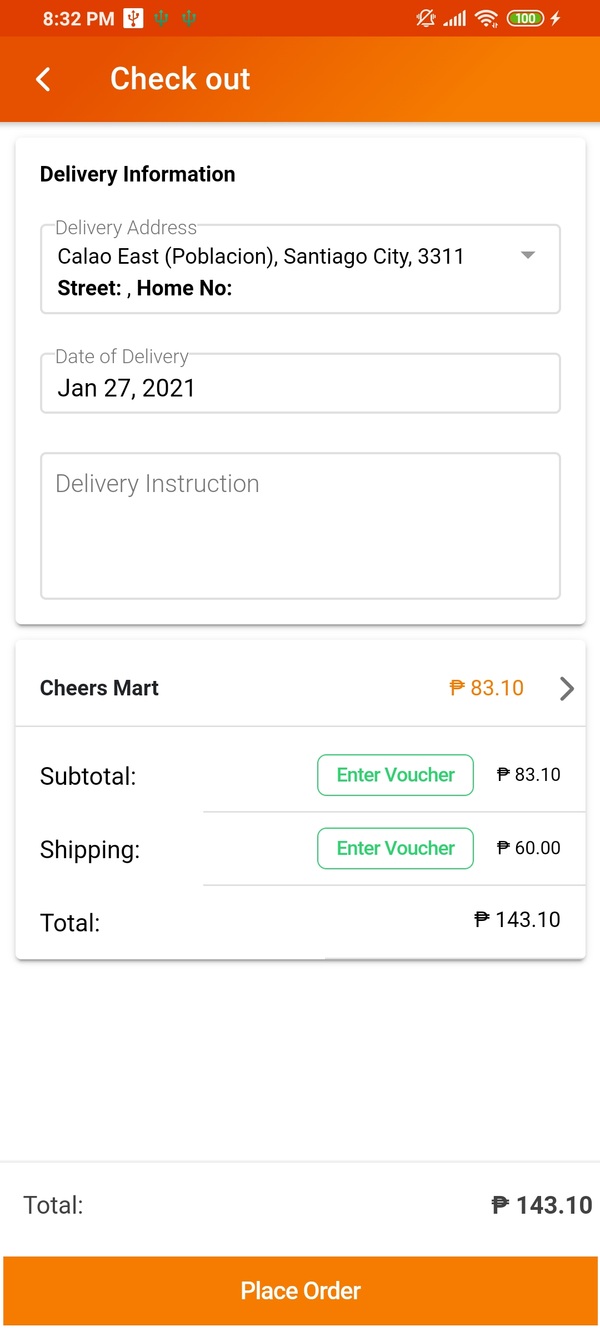 8:32 PM
100
Check out
Delivery Information
Delivery Address
Calao East (Poblacion), Santiago City, 3311
Street: , Home No:
Date of Delivery
Jan 27, 2021
Delivery Instruction
Cheers Mart ₱ 83.10
Subtotal: Enter Voucher ₱ 83.10
Shipping: Enter Voucher ₱ 60.00
Total: ₱ 143.10
Total: ₱ 143.10
Place Order